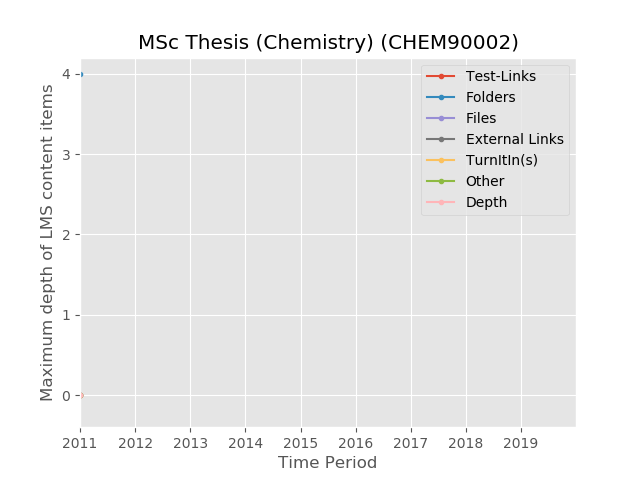 MSc Thesis (Chemistry) (CHEM90002)
Maximum depth of LMS content items
4
3
2
1
0
Test-Links
Folders
Files
External Links
TurnItIn(s)
Other
Depth
2011 2012 2013 2014 2015 2016 2017 2018 2019
Time Period